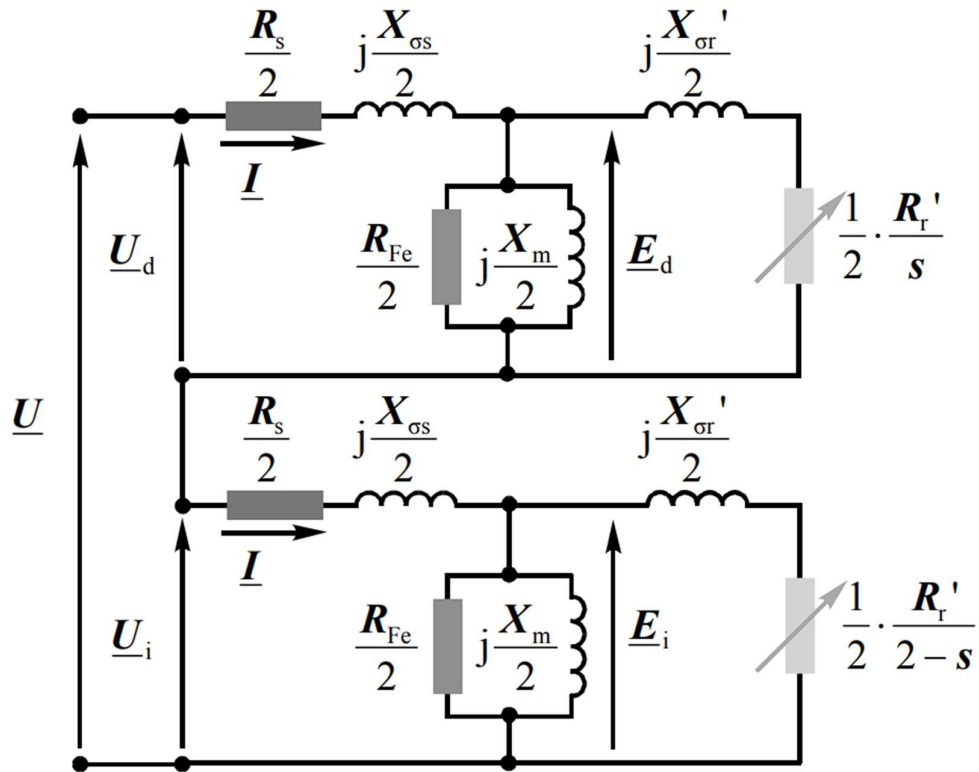 R_s/2 j X_σs/2 j X_σr'/2
I
U_d R_Fe/2 j X_m/2 E_d 1/2 · R_r'/s
U
R_s/2 j X_σs/2 j X_σr'/2
I
U_i R_Fe/2 j X_m/2 E_i 1/2 · R_r'/2 − s